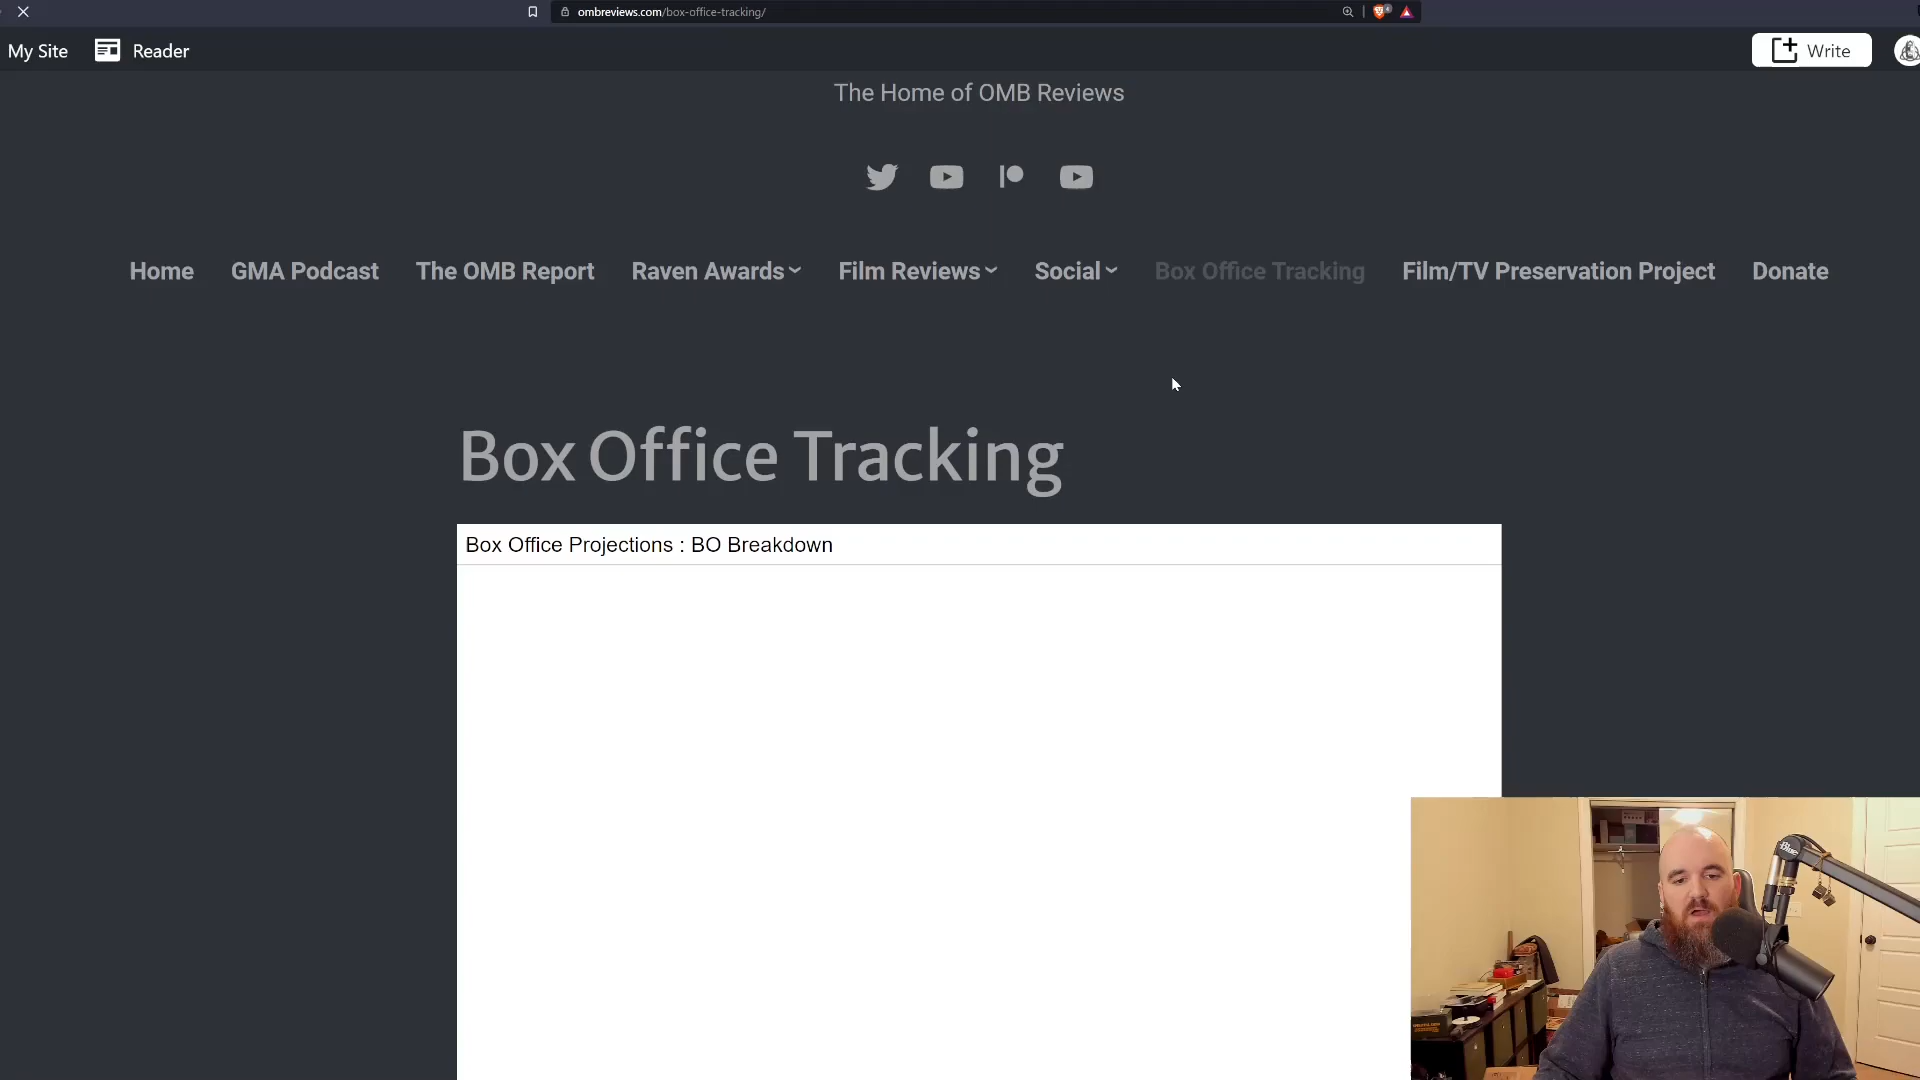 ombreviews.com/box-office-tracking/
My Site
Reader
Write
The Home of OMB Reviews
Home
GMA Podcast
The OMB Report
Raven Awards
Film Reviews
Social
Box Office Tracking
Film/TV Preservation Project
Donate
Box Office Tracking
Box Office Projections : BO Breakdown
Blue